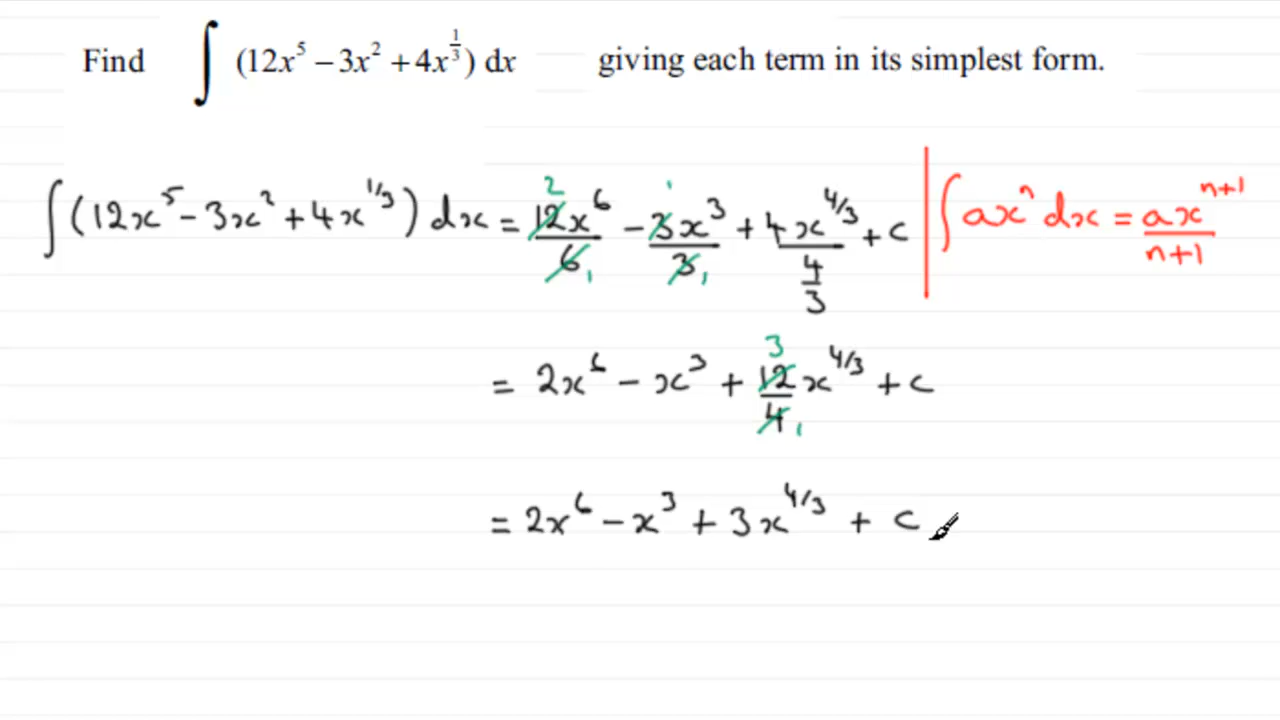 Find ∫ (12x⁵ − 3x² + 4x^(1/3)) dx giving each term in its simplest form.
∫(12x⁵ − 3x² + 4x^(1/3)) dx = 12x⁶/6 − 3x³/3 + 4x^(4/3)/(4/3) + c | ∫axⁿ dx = ax^(n+1)/(n+1)
= 2x⁶ − x³ + 12/4 x^(4/3) + c
= 2x⁶ − x³ + 3x^(4/3) + c